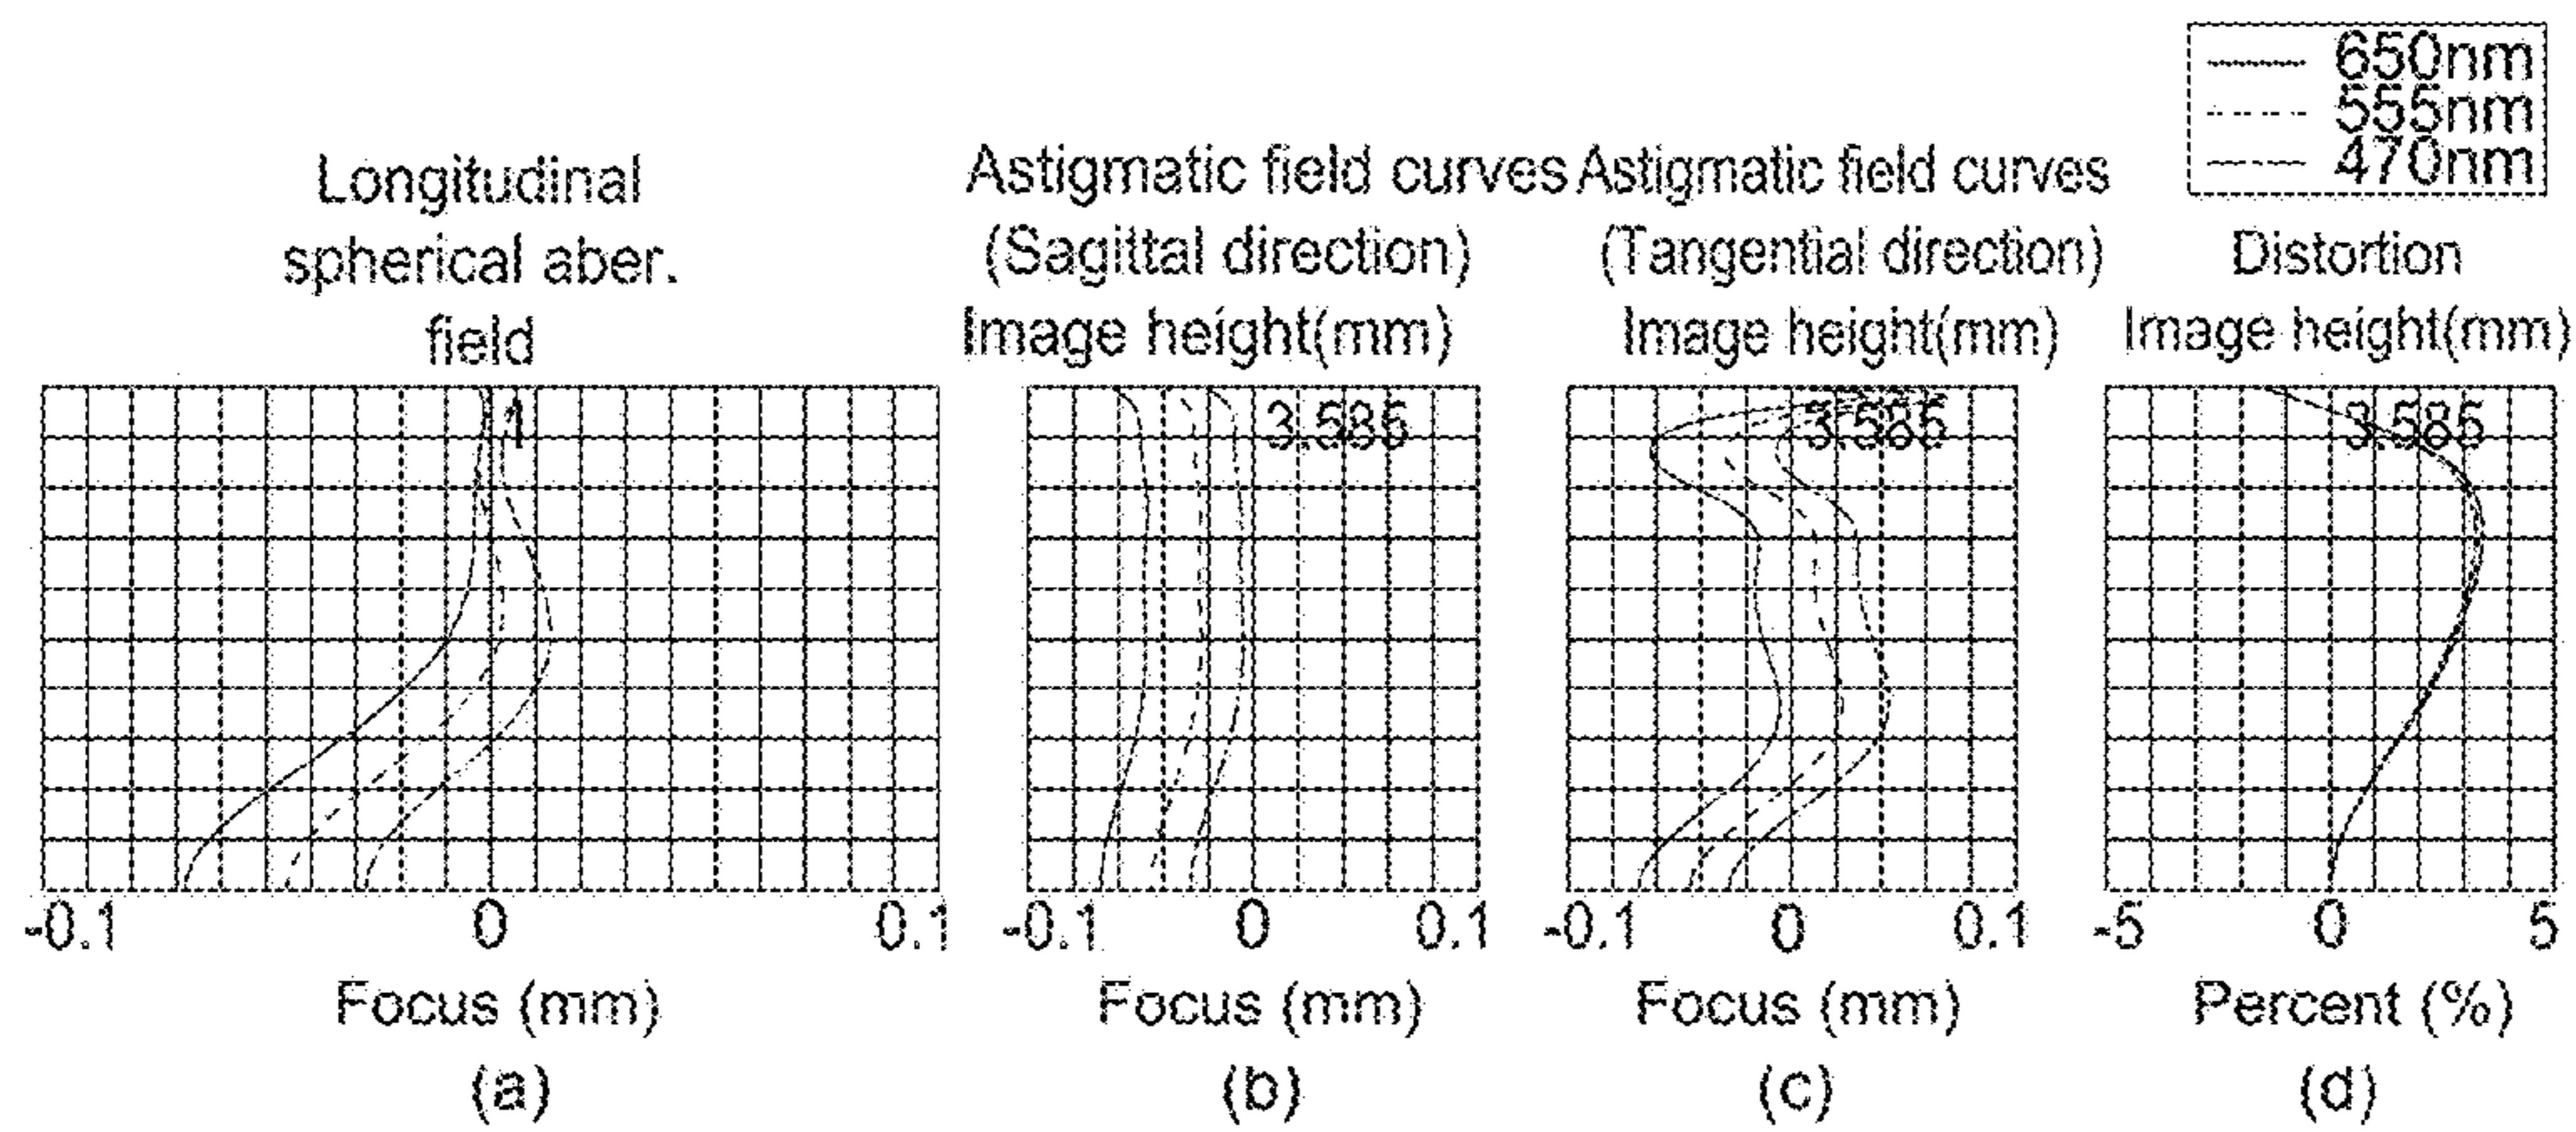 650nm
555nm
470nm
Longitudinal
spherical aber.
field
Astigmatic field curves
(Sagittal direction)
Image height(mm)
Astigmatic field curves
(Tangential direction)
Image height(mm)
Distortion
Image height(mm)
1
3.585
3.585
3.585
-0.1 0 0.1
Focus (mm)
(a)
-0.1 0 0.1
Focus (mm)
(b)
-0.1 0 0.1
Focus (mm)
(c)
-5 0 5
Percent (%)
(d)